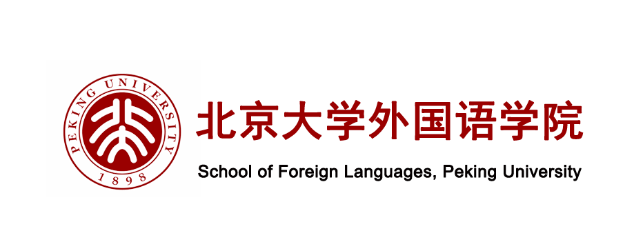 PEKING UNIVERSITY
1898
北京大学外国语学院
School of Foreign Languages, Peking University